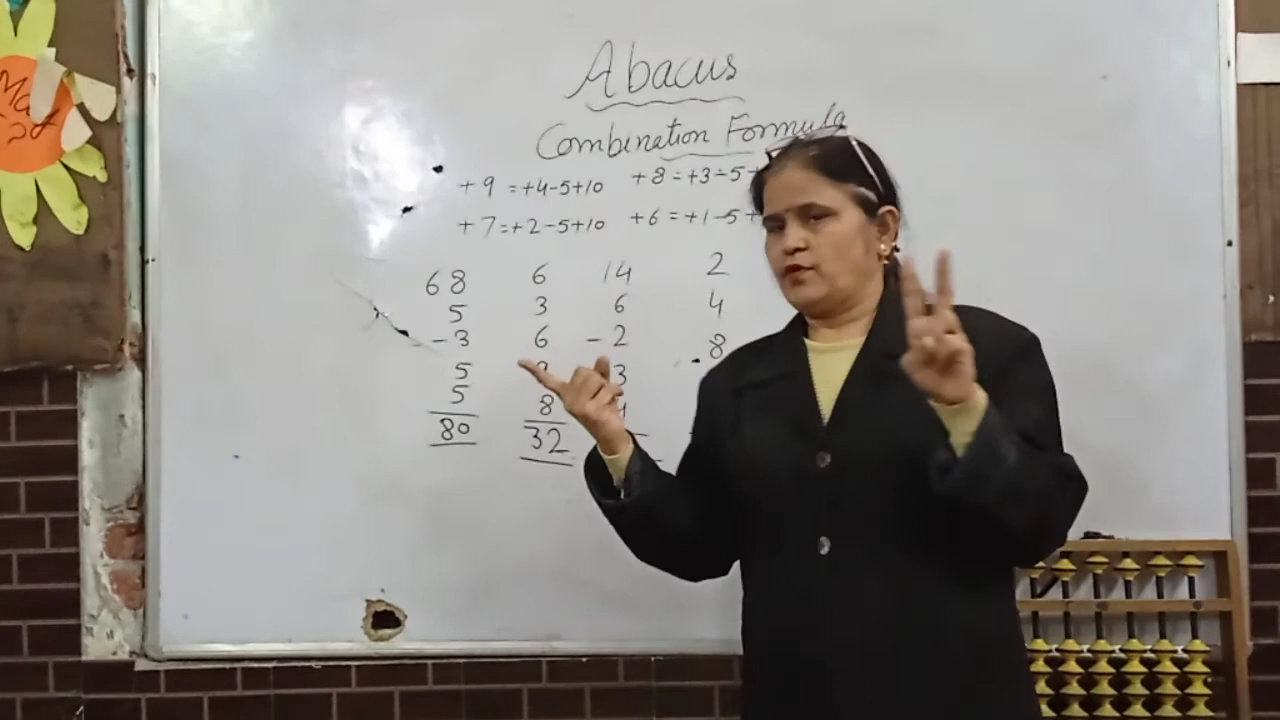 May
Abacus
Combination Formula
+9 = +4-5+10 +8 = +3-5+
+7 = +2-5+10 +6 = +1-5+
68 6 14 2
5 3 6 4
-3 6 -2 8
5 3
5 8
80 32